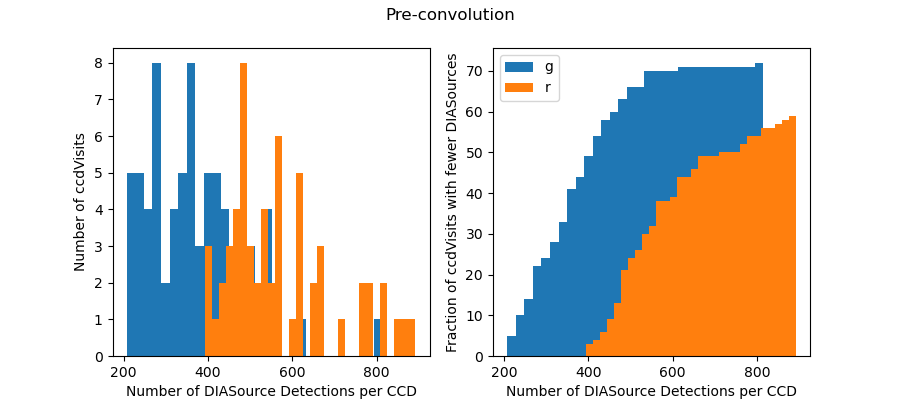 Pre-convolution
Number of ccdVisits
8
7
6
5
4
3
2
1
0
200 400 600 800
Number of DIASource Detections per CCD
Fraction of ccdVisits with fewer DIASources
70
60
50
40
30
20
10
0
200 400 600 800
Number of DIASource Detections per CCD
g
r